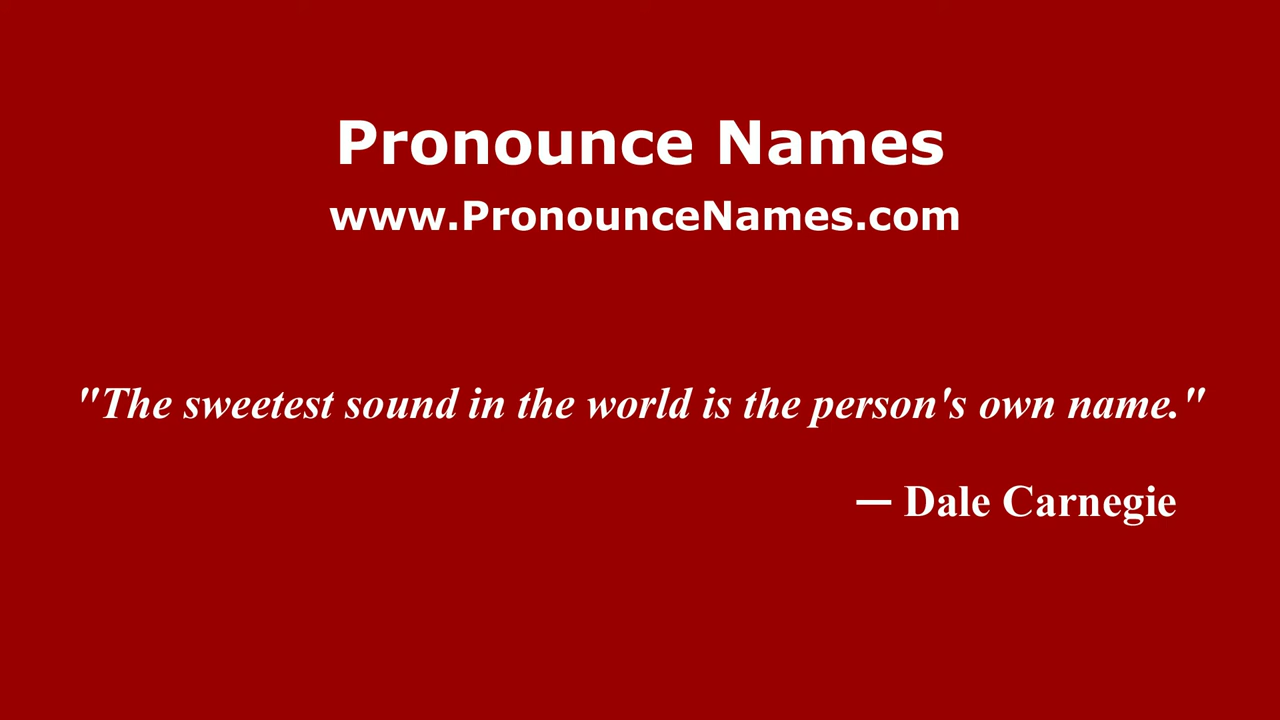 Pronounce Names
www.PronounceNames.com
"The sweetest sound in the world is the person's own name."
— Dale Carnegie